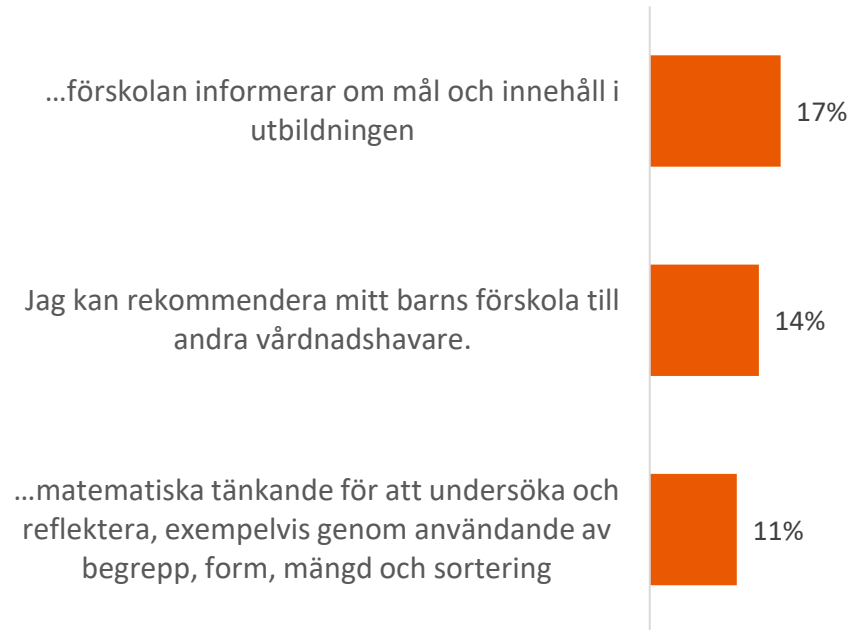 …förskolan informerar om mål och innehåll i
utbildningen
17%
Jag kan rekommendera mitt barns förskola till
andra vårdnadshavare.
14%
…matematiska tänkande för att undersöka och
reflektera, exempelvis genom användande av
begrepp, form, mängd och sortering
11%